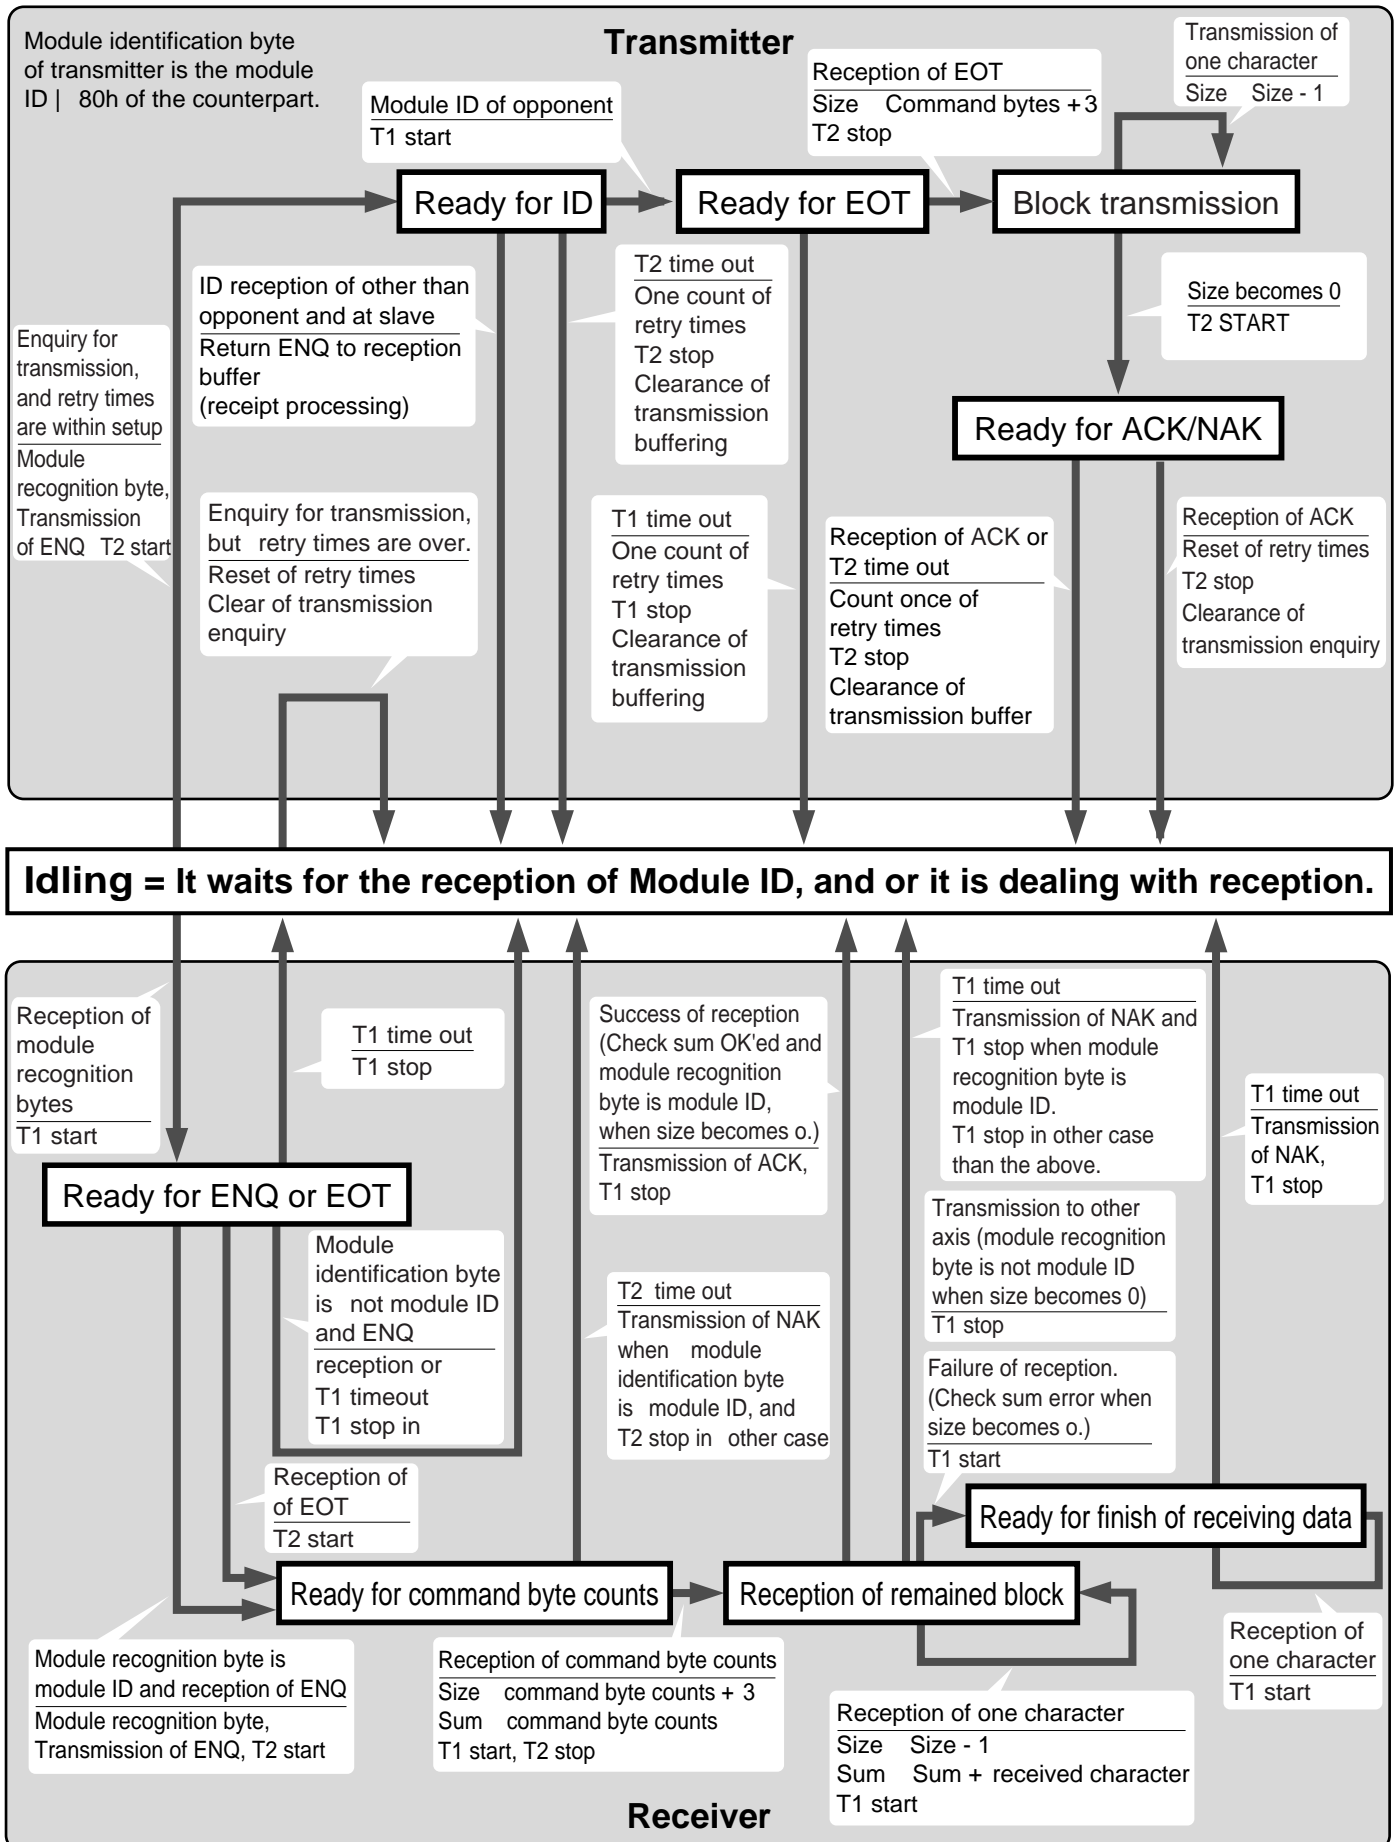 Transmitter
Module identification byte
of transmitter is the module
ID | 80h of the counterpart.
Module ID of opponent
T1 start
Reception of EOT
Size Command bytes + 3
T2 stop
Transmission of
one character
Size Size - 1
Ready for ID
Ready for EOT
Block transmission
Enquiry for
transmission,
and retry times
are within setup
Module
recognition byte,
Transmission
of ENQ T2 start
ID reception of other than
opponent and at slave
Return ENQ to reception
buffer
(receipt processing)
T2 time out
One count of
retry times
T2 stop
Clearance of
transmission
buffering
Size becomes 0
T2 START
Ready for ACK/NAK
Enquiry for transmission,
but retry times are over.
Reset of retry times
Clear of transmission
enquiry
T1 time out
One count of
retry times
T1 stop
Clearance of
transmission
buffering
Reception of ACK or
T2 time out
Count once of
retry times
T2 stop
Clearance of
transmission buffer
Reception of ACK
Reset of retry times
T2 stop
Clearance of
transmission enquiry
Idling = It waits for the reception of Module ID, and or it is dealing with reception.
Reception of
module
recognition
bytes
T1 start
T1 time out
T1 stop
Success of reception
(Check sum OK'ed and
module recognition
byte is module ID,
when size becomes o.)
Transmission of ACK,
T1 stop
T1 time out
Transmission of NAK and
T1 stop when module
recognition byte is
module ID.
T1 stop in other case
than the above.
T1 time out
Transmission
of NAK,
T1 stop
Ready for ENQ or EOT
Module
identification byte
is not module ID
and ENQ
reception or
T1 timeout
T1 stop in
T2 time out
Transmission of NAK
when module
identification byte
is module ID, and
T2 stop in other case
Transmission to other
axis (module recognition
byte is not module ID
when size becomes 0)
T1 stop
Failure of reception.
(Check sum error when
size becomes o.)
T1 start
Reception of
of EOT
T2 start
Ready for finish of receiving data
Ready for command byte counts
Reception of remained block
Module recognition byte is
module ID and reception of ENQ
Module recognition byte,
Transmission of ENQ, T2 start
Reception of command byte counts
Size command byte counts + 3
Sum command byte counts
T1 start, T2 stop
Reception of one character
Size Size - 1
Sum Sum + received character
T1 start
Reception of
one character
T1 start
Receiver